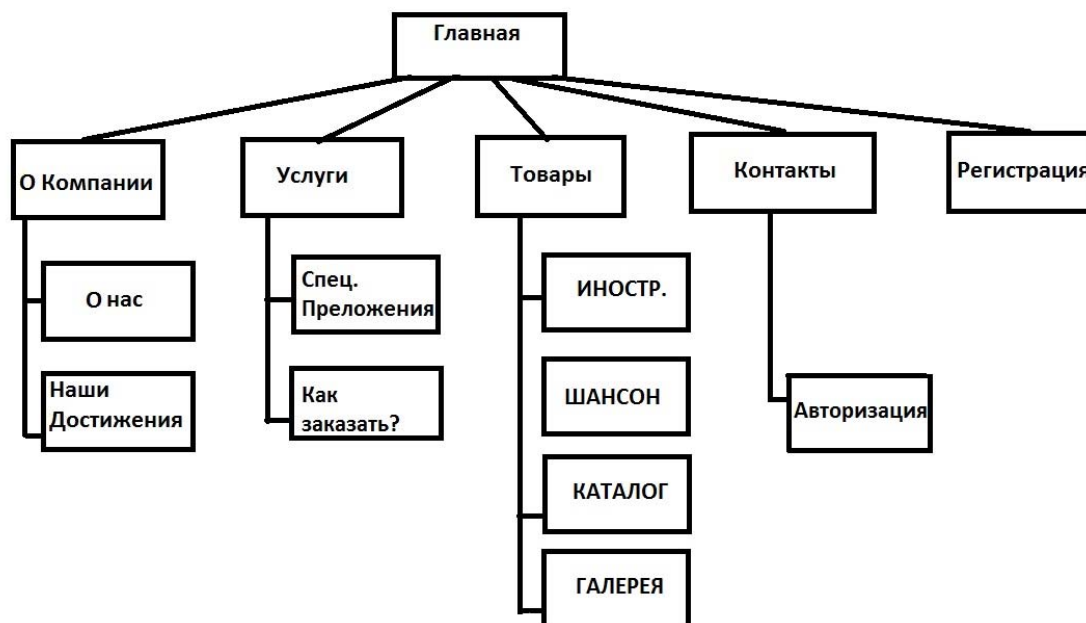 Главная
О Компании
Услуги
Товары
Контакты
Регистрация
О нас
Наши
Достижения
Спец.
Преложения
Как
заказать?
ИНОСТР.
ШАНСОН
КАТАЛОГ
ГАЛЕРЕЯ
Авторизация